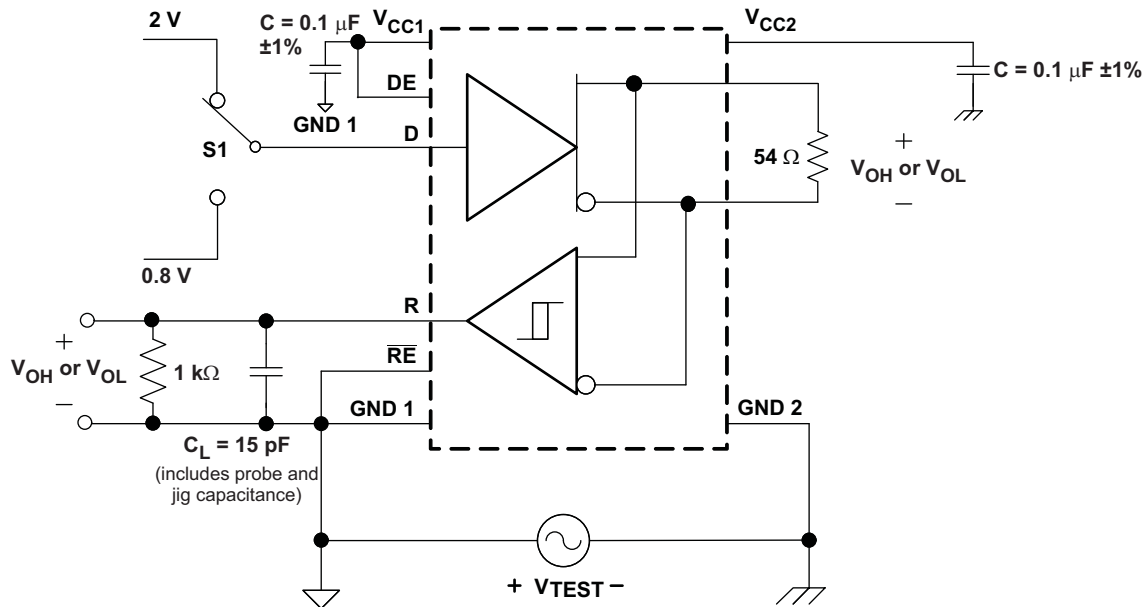 2 V
C = 0.1 μF
±1%
VCC1
VCC2
C = 0.1 μF ±1%
DE
GND 1
D
S1
54 Ω
+
VOH or VOL
–
0.8 V
R
+
VOH or VOL
–
1 kΩ
RE
GND 1
GND 2
CL = 15 pF
(includes probe and
jig capacitance)
+ VTEST –